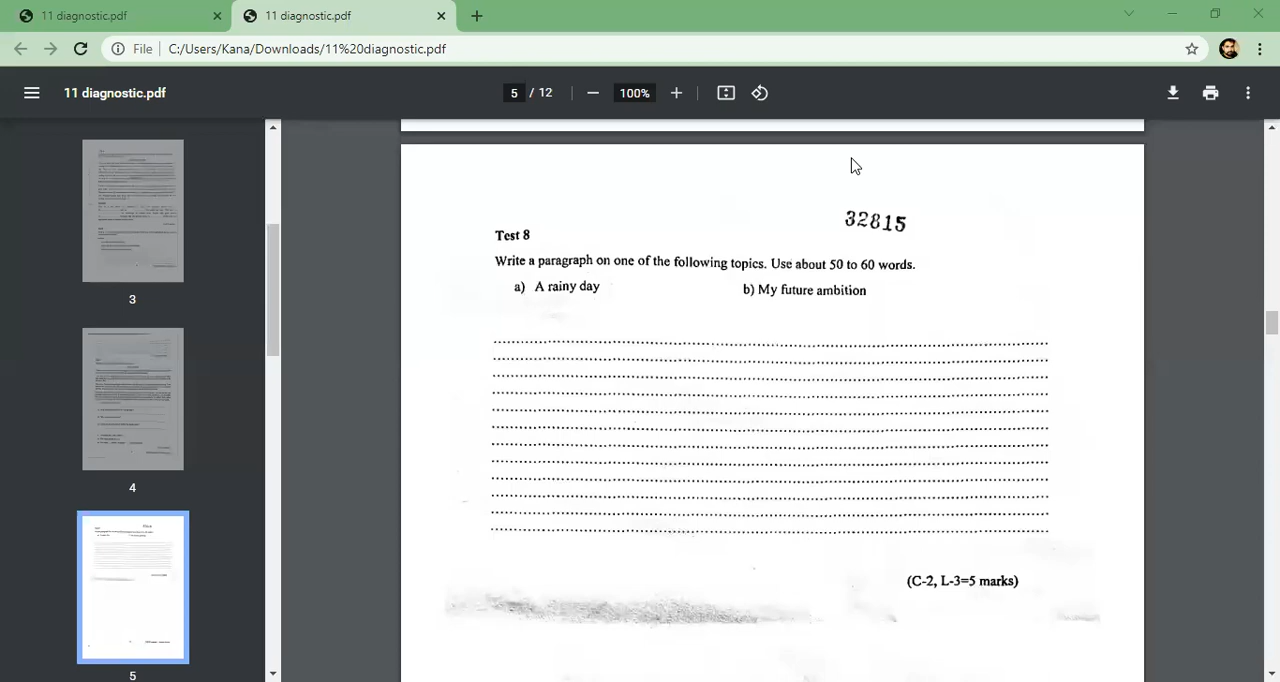 11 diagnostic.pdf
11 diagnostic.pdf
File
C:/Users/Kana/Downloads/11%20diagnostic.pdf
11 diagnostic.pdf
5 / 12
100%
3
4
5
32815
Test 8
Write a paragraph on one of the following topics. Use about 50 to 60 words.
a) A rainy day
b) My future ambition
(C-2, L-3=5 marks)